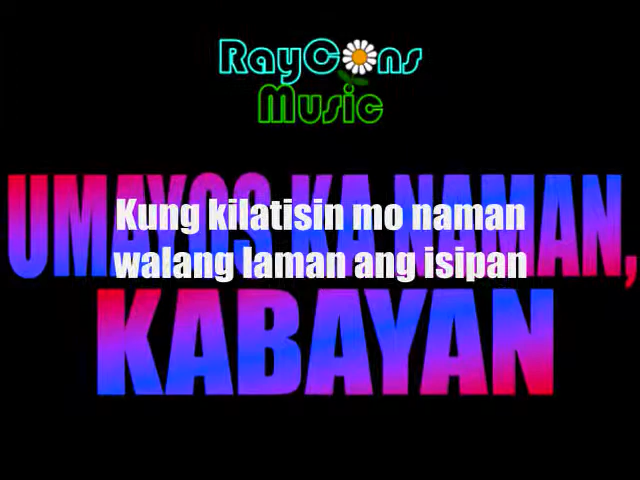 RayCons
Music
UMAYOS KA NAMAN,
Kung kilatisin mo naman
walang laman ang isipan
KABAYAN